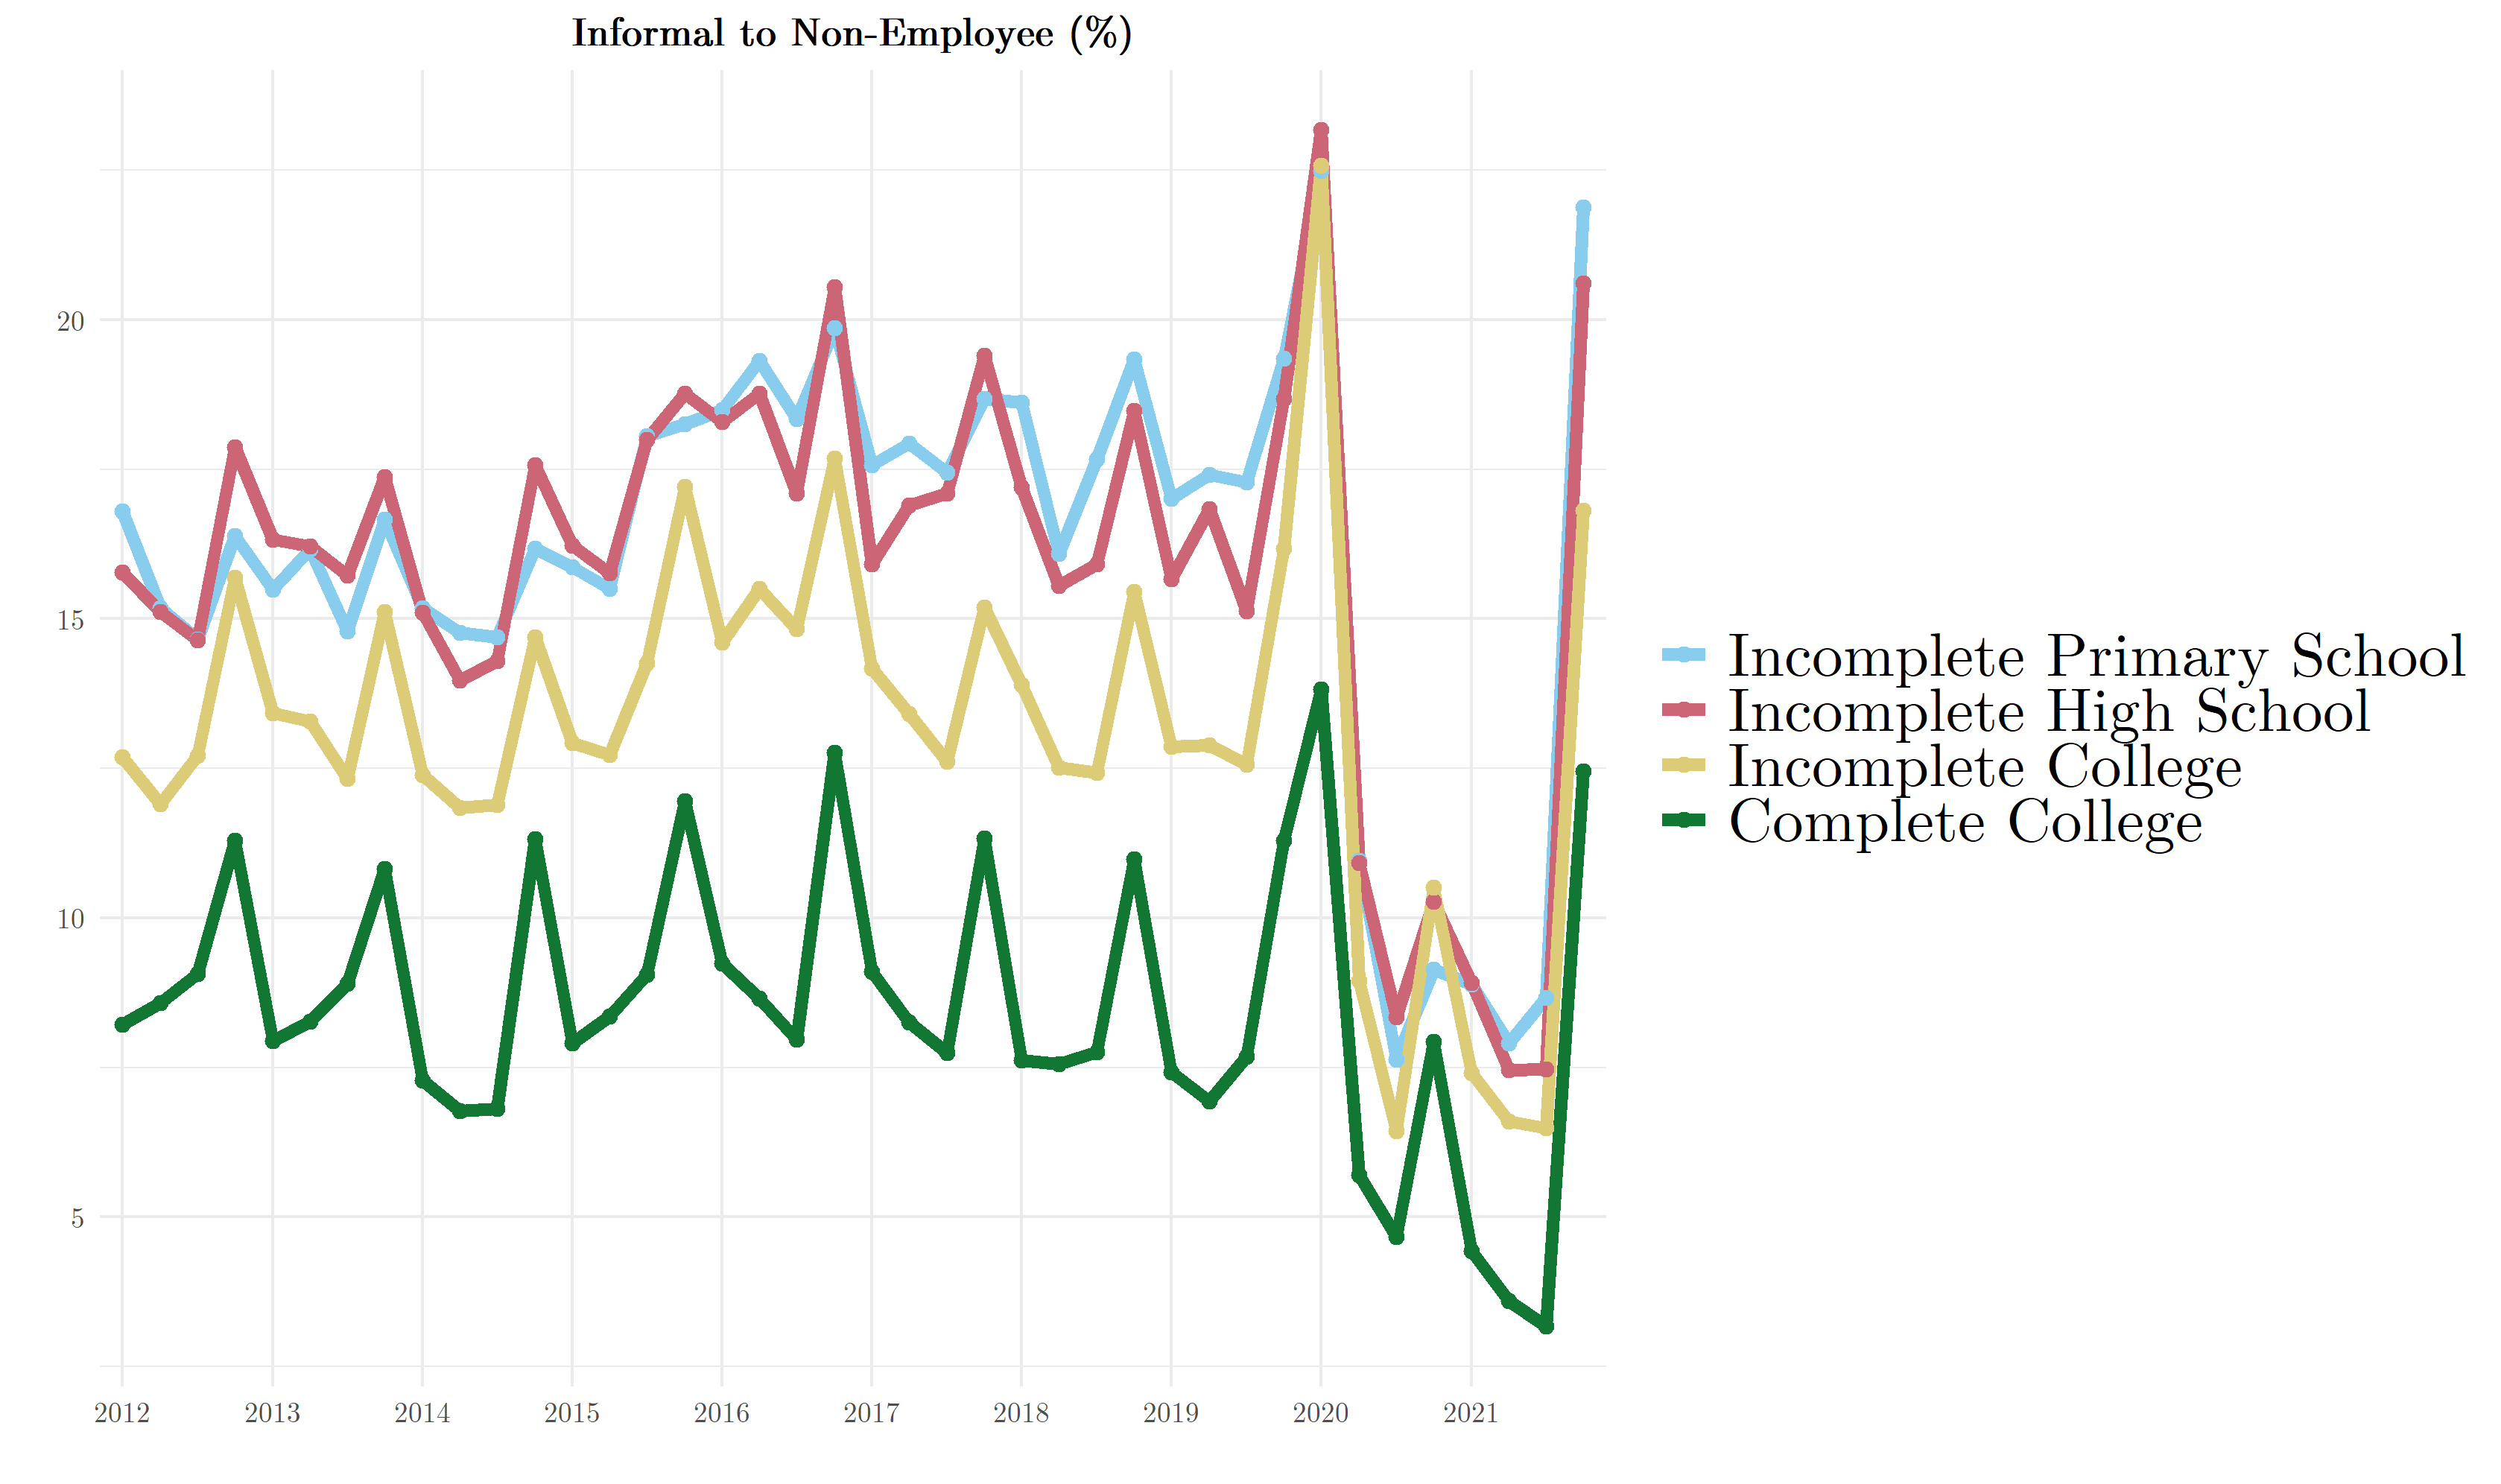 Informal to Non-Employee (%)
20
15
10
5
2012 2013 2014 2015 2016 2017 2018 2019 2020 2021
Incomplete Primary School
Incomplete High School
Incomplete College
Complete College